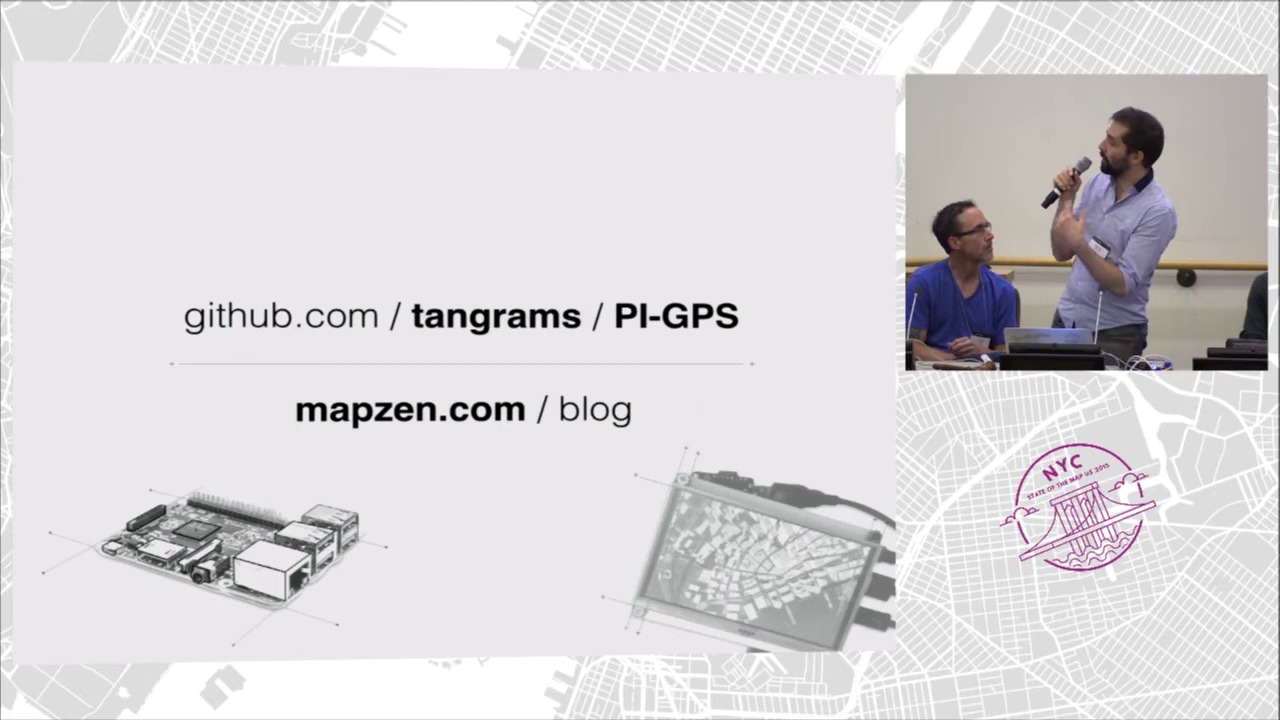 github.com / tangrams / PI-GPS
mapzen.com / blog
NYC
STATE OF THE MAP US 2015